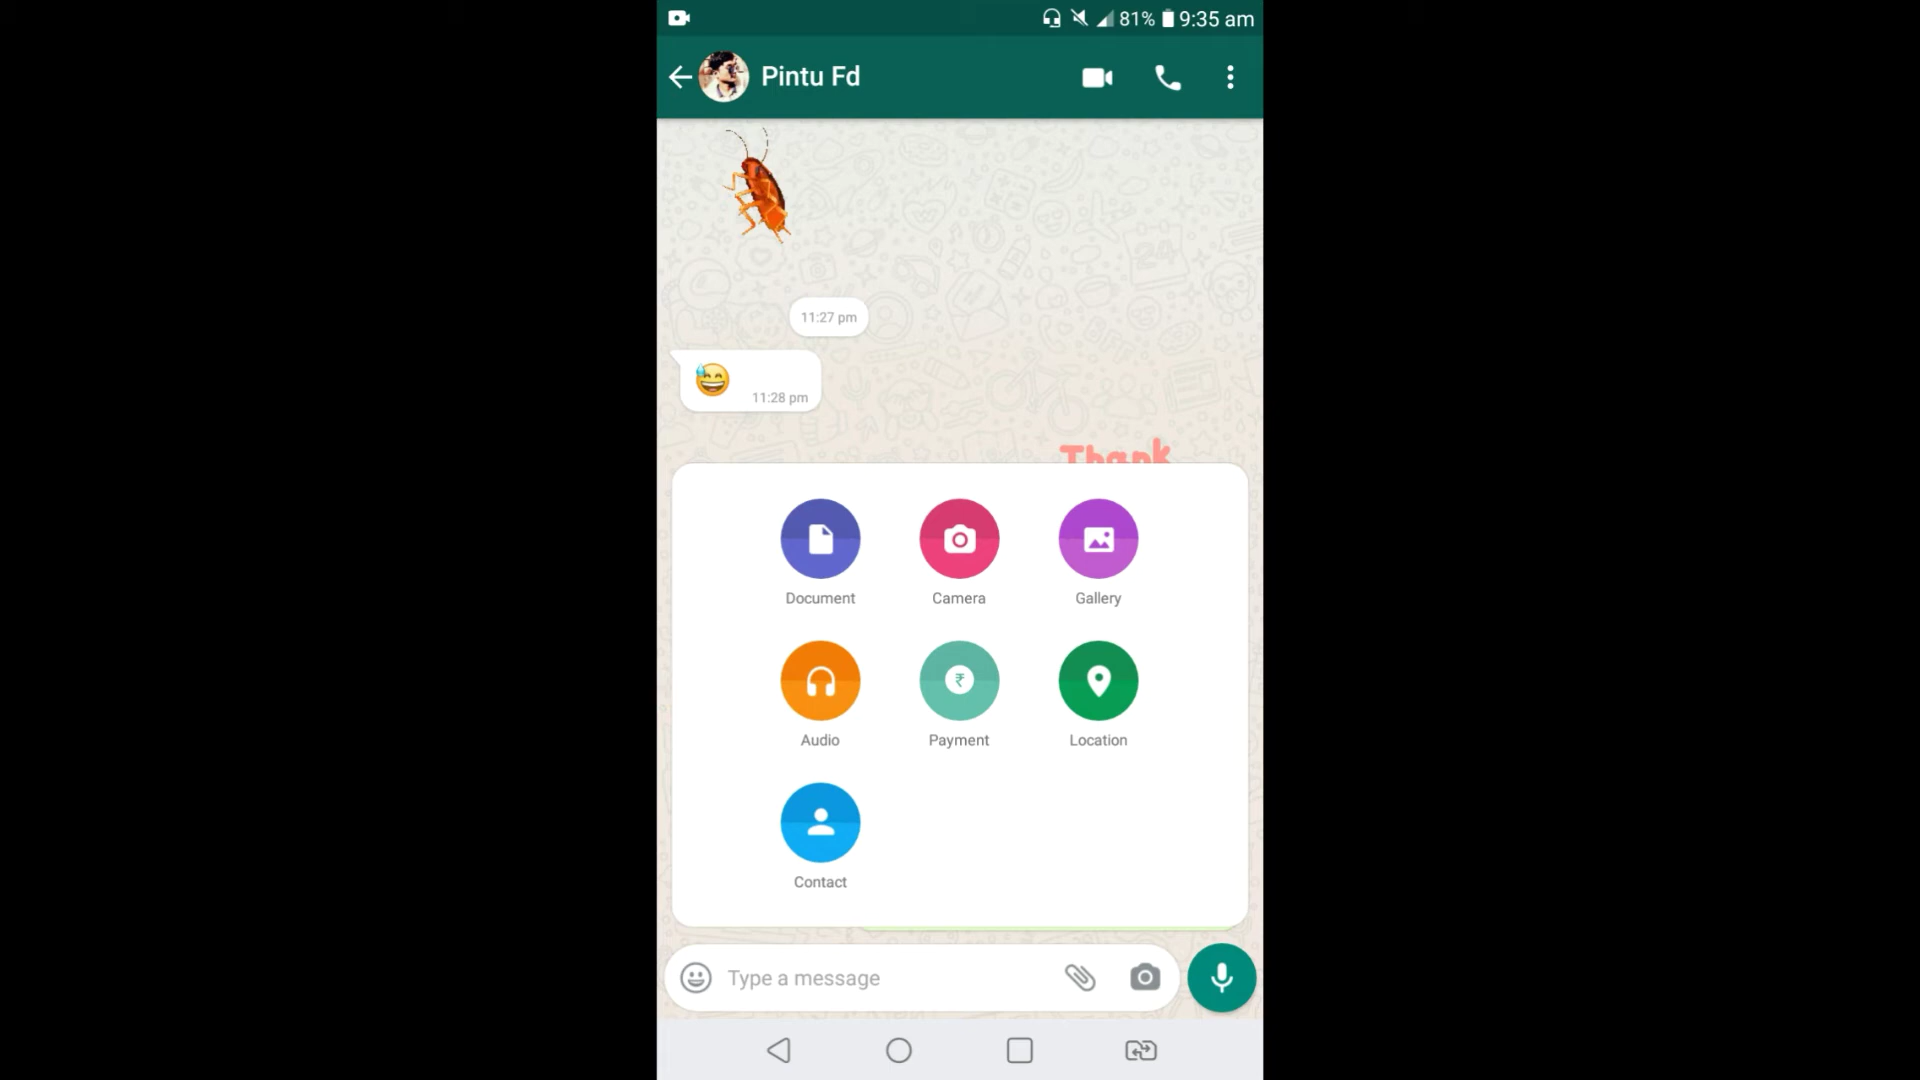 81% 9:35 am
Pintu Fd
11:27 pm
11:28 pm
Thank
Document Camera Gallery
Audio Payment Location
Contact
Type a message